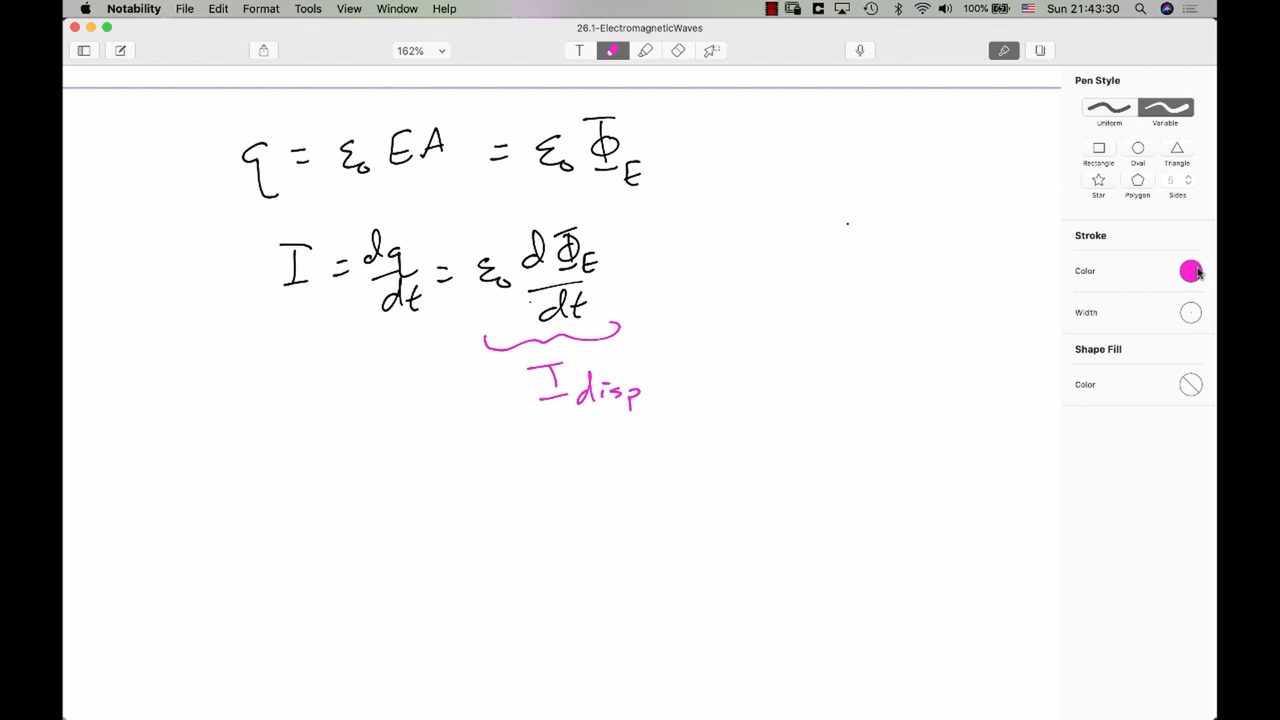 Notability File Edit Format Tools View Window Help 100% Sun 21:43:30
26.1-ElectromagneticWaves
162% T
Pen Style
Uniform Variable
Rectangle Oval Triangle
5
Star Polygon Sides
Stroke
Color
Width
Shape Fill
Color
q = ε₀ E A = ε₀ Φ_E
I = dq/dt = ε₀ dΦ_E/dt
I disp